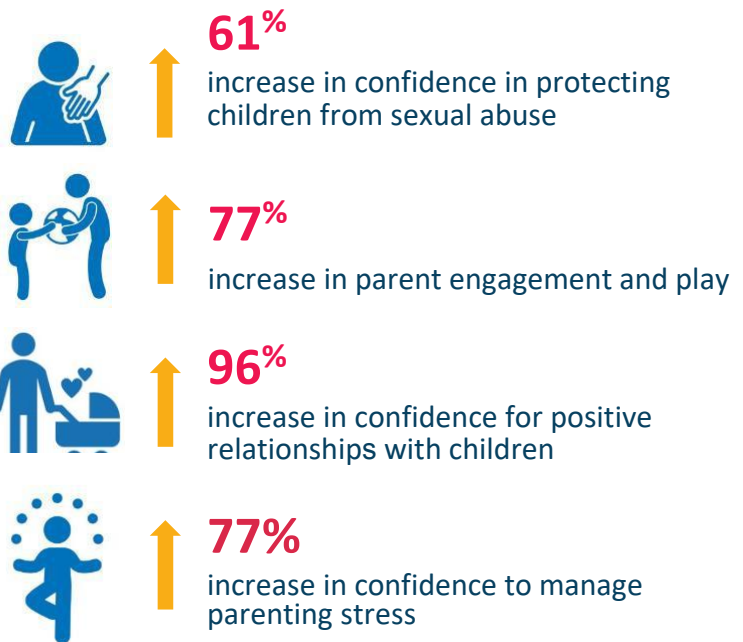 61%
increase in confidence in protecting
children from sexual abuse
77%
increase in parent engagement and play
96%
increase in confidence for positive
relationships with children
77%
increase in confidence to manage
parenting stress